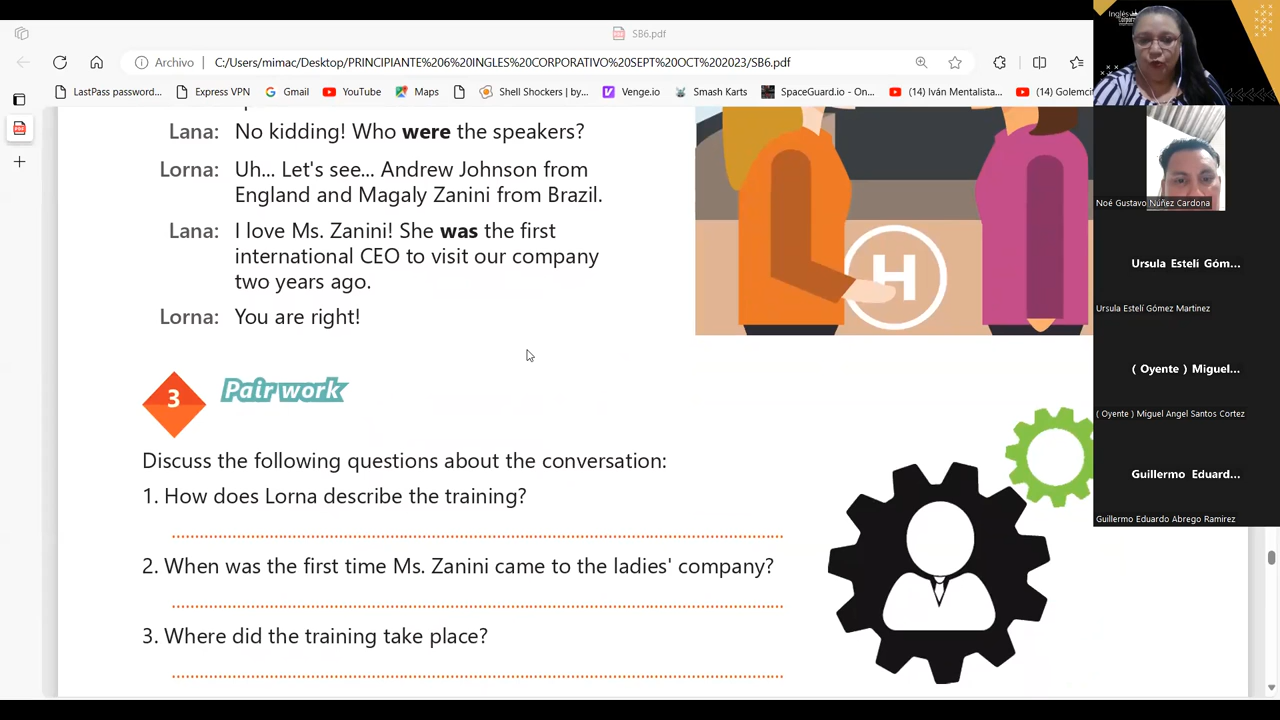 SB6.pdf
Archivo C:/Users/mimac/Desktop/PRINCIPIANTE%206%20INGLES%20CORPORATIVO%20SEPT%20OCT%202023/SB6.pdf
LastPass password... Express VPN Gmail YouTube Maps Shell Shockers | by... Venge.io Smash Karts SpaceGuard.io - On... (14) Iván Mentalista... (14) Golemci
Lana: No kidding! Who were the speakers?
Lorna: Uh... Let's see... Andrew Johnson from
England and Magaly Zanini from Brazil.
Lana: I love Ms. Zanini! She was the first
international CEO to visit our company
two years ago.
Lorna: You are right!
H
3 Pair work
Discuss the following questions about the conversation:
1. How does Lorna describe the training?
2. When was the first time Ms. Zanini came to the ladies' company?
3. Where did the training take place?
Inglés
Corporativo
Noé Gustavo Núñez Cardona
Ursula Estelí Góm...
Ursula Estelí Gómez Martinez
( Oyente ) Miguel...
( Oyente ) Miguel Angel Santos Cortez
Guillermo Eduard...
Guillermo Eduardo Abrego Ramirez